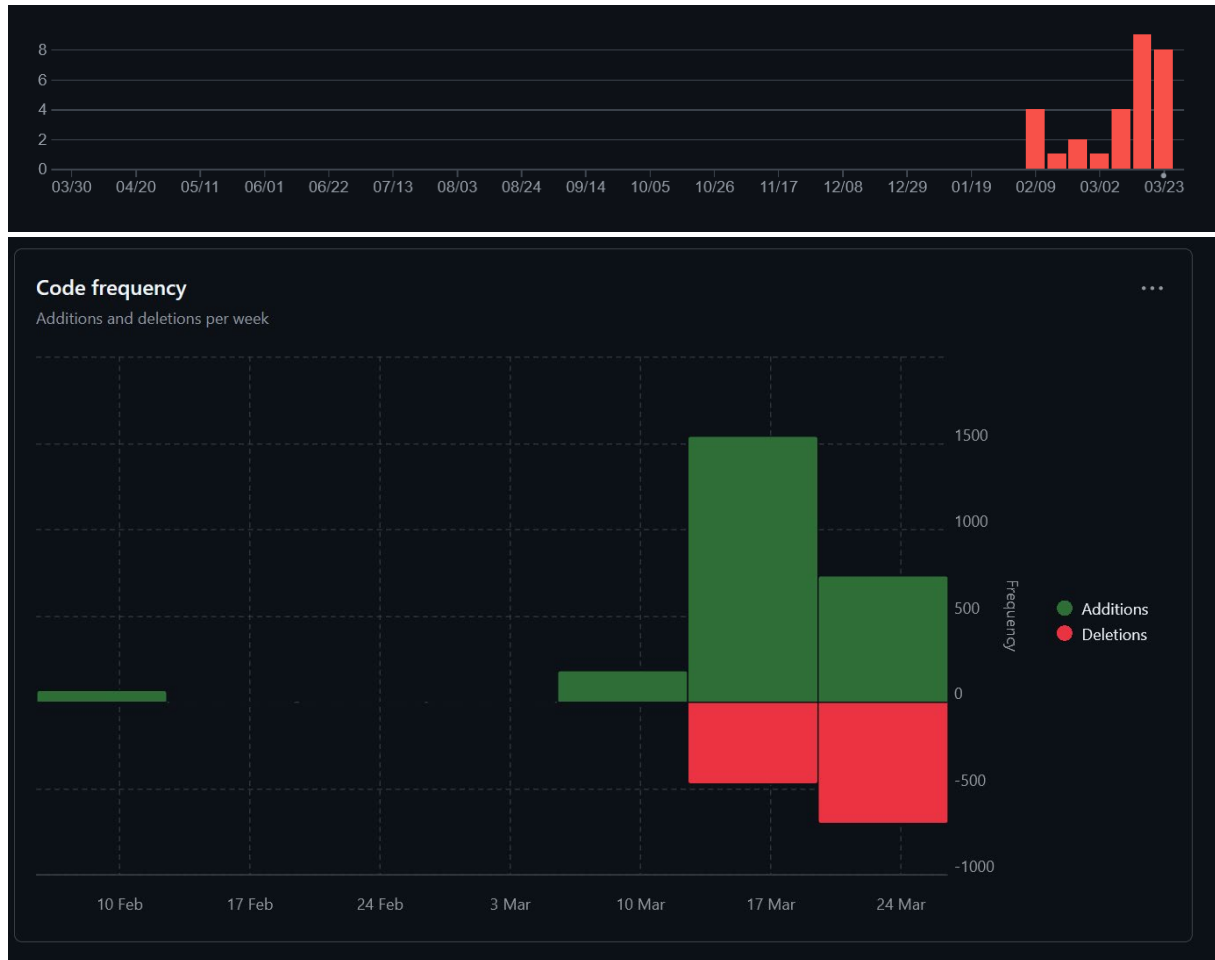 8
6
4
2
0
03/30 04/20 05/11 06/01 06/22 07/13 08/03 08/24 09/14 10/05 10/26 11/17 12/08 12/29 01/19 02/09 03/02 03/23
Code frequency
Additions and deletions per week
1500
1000
500
0
-500
-1000
Frequency
Additions
Deletions
10 Feb 17 Feb 24 Feb 3 Mar 10 Mar 17 Mar 24 Mar